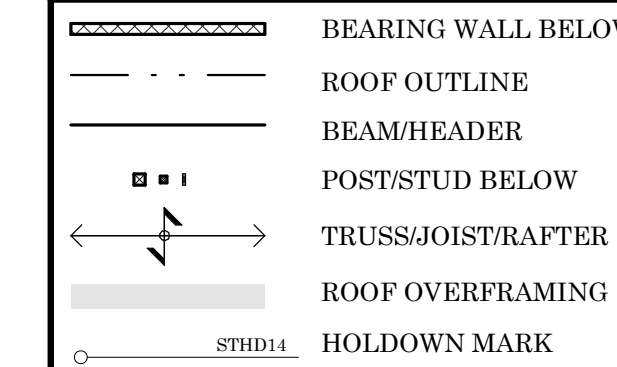 BEARING WALL BELOW
ROOF OUTLINE
BEAM/HEADER
POST/STUD BELOW
TRUSS/JOIST/RAFTER
ROOF OVERFRAMING
STHD14 HOLDOWN MARK